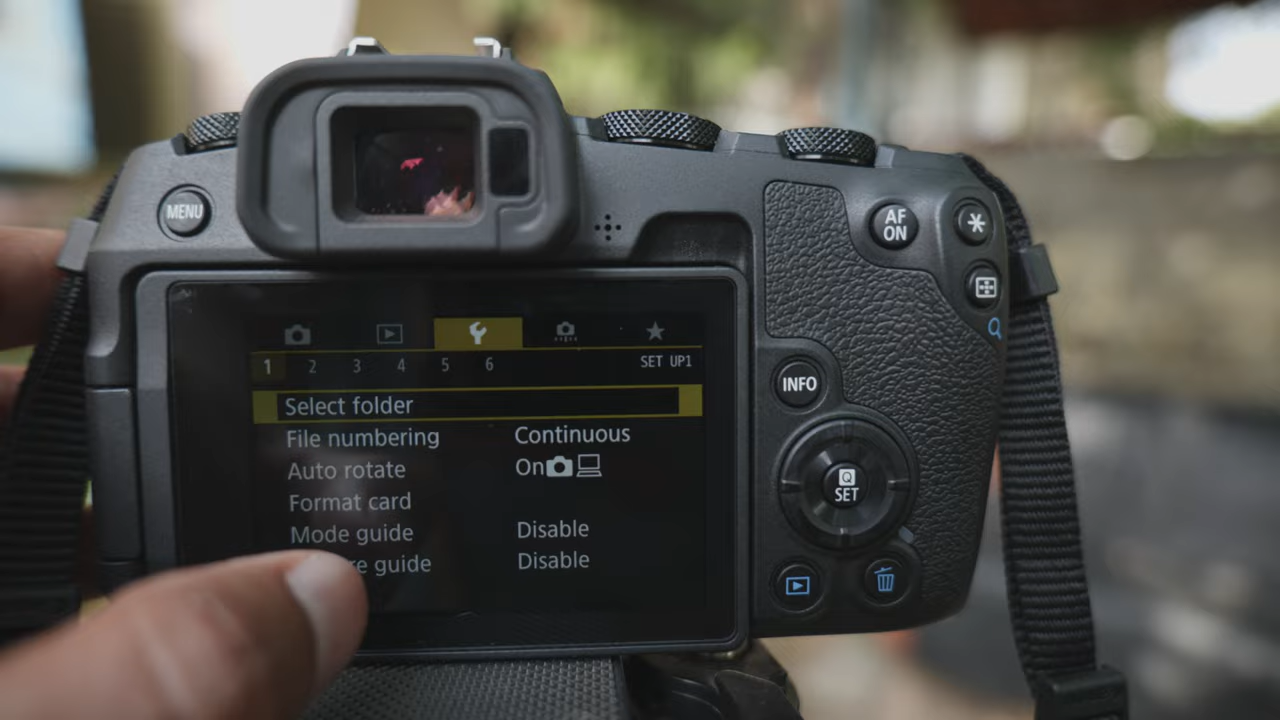 MENU
AF
ON
INFO
Q
SET
1 2 3 4 5 6 SET UP1
Select folder
File numbering Continuous
Auto rotate On
Format card
Mode guide Disable
re guide Disable